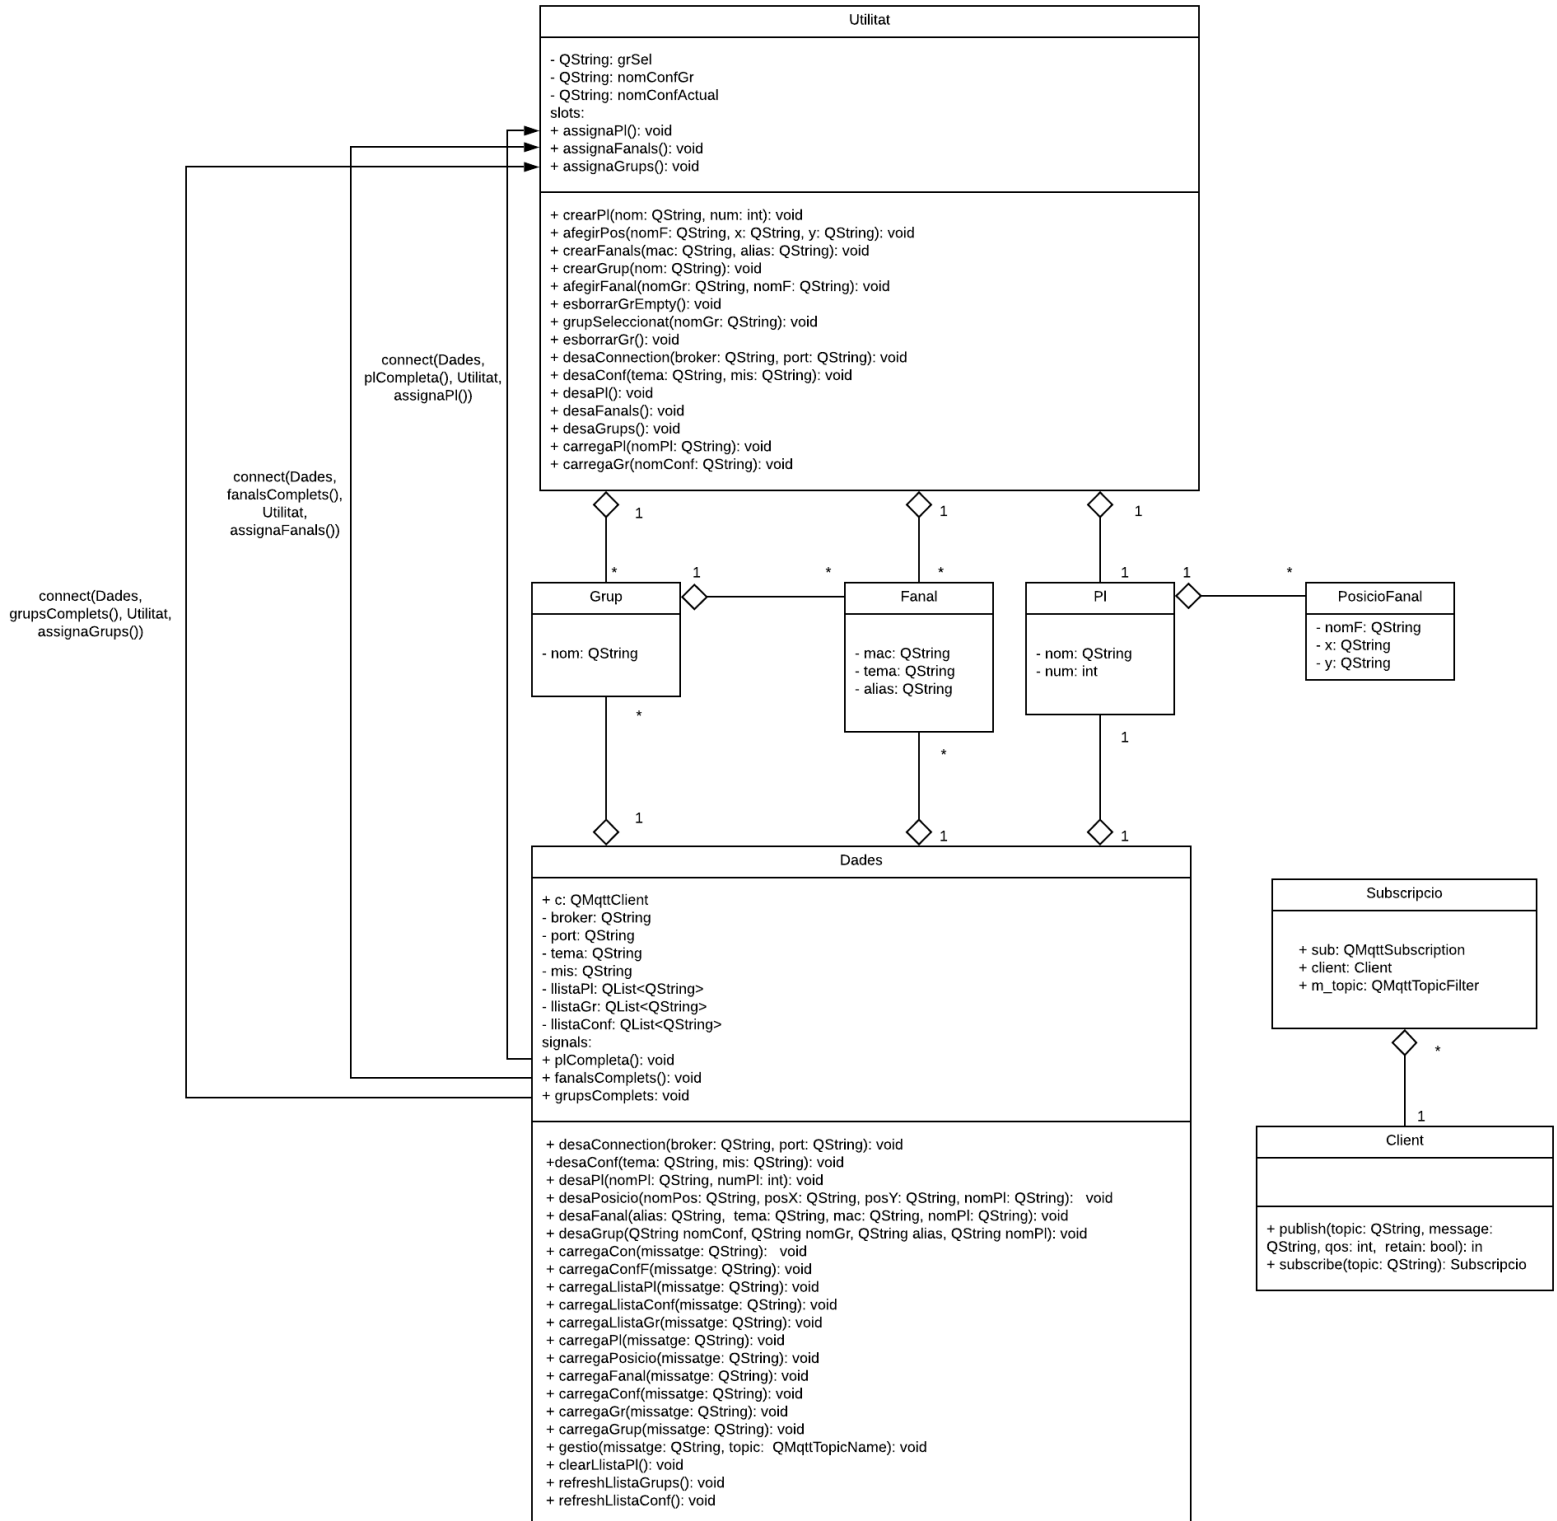 Utilitat
- QString: grSel
- QString: nomConfGr
- QString: nomConfActual
slots:
+ assignaPl(): void
+ assignaFanals(): void
+ assignaGrups(): void
+ crearPl(nom: QString, num: int): void
+ afegirPos(nomF: QString, x: QString, y: QString): void
+ crearFanals(mac: QString, alias: QString): void
+ crearGrup(nom: QString): void
+ afegirFanal(nomGr: QString, nomF: QString): void
+ esborrarGrEmpty(): void
+ grupSeleccionat(nomGr: QString): void
+ esborrarGr(): void
+ desaConnection(broker: QString, port: QString): void
+ desaConf(tema: QString, mis: QString): void
+ desaPl(): void
+ desaFanals(): void
+ desaGrups(): void
+ carregaPl(nomPl: QString): void
+ carregaGr(nomConf: QString): void
connect(Dades,
plCompleta(), Utilitat,
assignaPl())
connect(Dades,
fanalsComplets(),
Utilitat,
assignaFanals())
connect(Dades,
grupsComplets(), Utilitat,
assignaGrups())
1
1
1
*
1
*
*
1
1
*
Grup
- nom: QString
Fanal
- mac: QString
- tema: QString
- alias: QString
Pl
- nom: QString
- num: int
PosicioFanal
- nomF: QString
- x: QString
- y: QString
*
*
1
1
1
1
Dades
+ c: QMqttClient
- broker: QString
- port: QString
- tema: QString
- mis: QString
- llistaPl: QList<QString>
- llistaGr: QList<QString>
- llistaConf: QList<QString>
signals:
+ plCompleta(): void
+ fanalsComplets(): void
+ grupsComplets: void
+ desaConnection(broker: QString, port: QString): void
+desaConf(tema: QString, mis: QString): void
+ desaPl(nomPl: QString, numPl: int): void
+ desaPosicio(nomPos: QString, posX: QString, posY: QString, nomPl: QString): void
+ desaFanal(alias: QString, tema: QString, mac: QString, nomPl: QString): void
+ desaGrup(QString nomConf, QString nomGr, QString alias, QString nomPl): void
+ carregaCon(missatge: QString): void
+ carregaConfF(missatge: QString): void
+ carregaLlistaPl(missatge: QString): void
+ carregaLlistaConf(missatge: QString): void
+ carregaLlistaGr(missatge: QString): void
+ carregaPl(missatge: QString): void
+ carregaPosicio(missatge: QString): void
+ carregaFanal(missatge: QString): void
+ carregaConf(missatge: QString): void
+ carregaGr(missatge: QString): void
+ carregaGrup(missatge: QString): void
+ gestio(missatge: QString, topic: QMqttTopicName): void
+ clearLlistaPl(): void
+ refreshLlistaGrups(): void
+ refreshLlistaConf(): void
Subscripcio
+ sub: QMqttSubscription
+ client: Client
+ m_topic: QMqttTopicFilter
*
1
Client
+ publish(topic: QString, message:
QString, qos: int, retain: bool): in
+ subscribe(topic: QString): Subscripcio